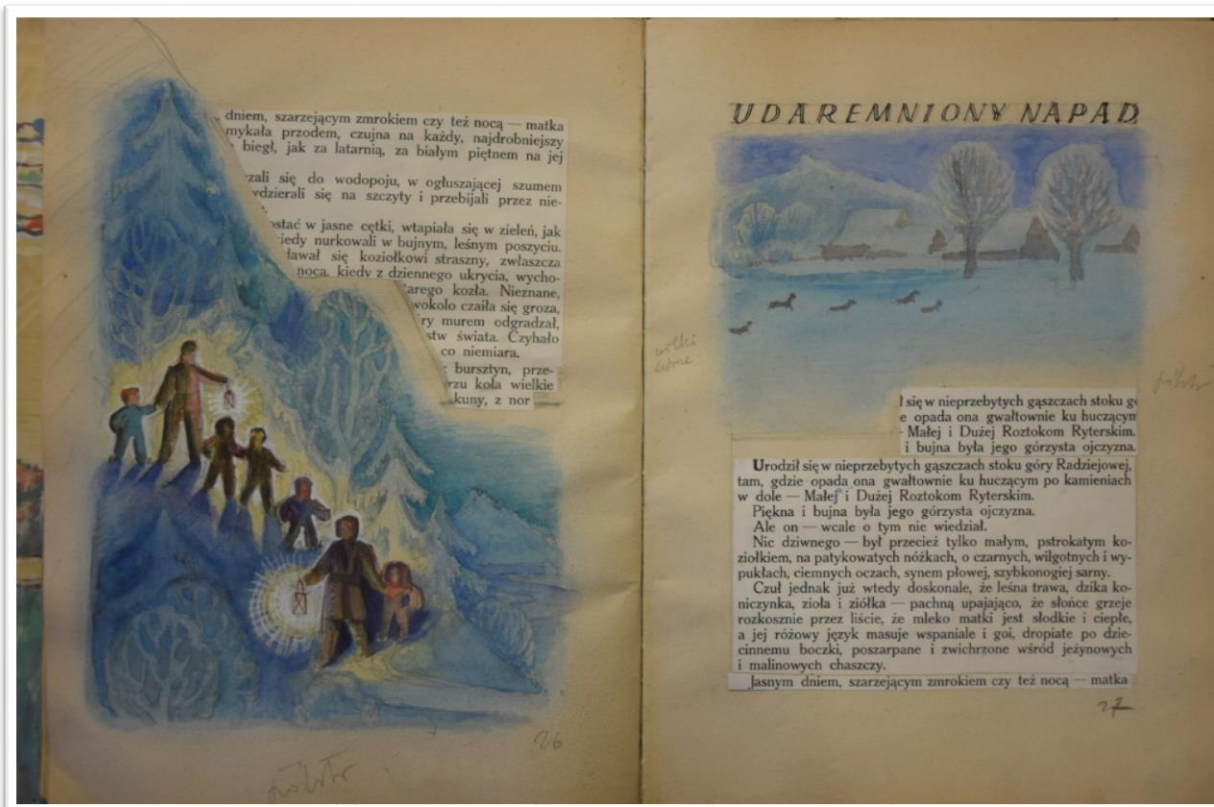 dniem, szarzejącym zmrokiem czy też nocą — matka
mykała przodem, czujna na każdy, najdrobniejszy
biegł, jak za latarnią, za białym piętnem na jej
zali się do wodopoju, w ogłuszającej szumem
wdzierali się na szczyty i przebijali przez nie-
ostać w jasne cętki, wtapiała się w zieleń, jak
iedy nurkowali w bujnym, leśnym poszyciu.
dawał się koziołkowi straszny, zwłaszcza
nocą, kiedy z dziennego ukrycia, wycho-
arego kozła. Nieznane,
wokoło czaiła się groza,
ry murem odgradzał,
stw świata. Czyhało
co niemiara.
bursztyn, prze-
rzu koła wielkie
kuny, z nor
26
półstr
UDAREMNIONY NAPAD
wilki
półstr
się w nieprzebytych gąszczach stoku g
e opada ona gwałtownie ku huczącym
Małej i Dużej Roztokom Ryterskim.
i bujna była jego górzysta ojczyzna.
Urodził się w nieprzebytych gąszczach stoku góry Radziejowej,
tam, gdzie opada ona gwałtownie ku huczącym po kamieniach
w dole — Małej i Dużej Roztokom Ryterskim.
Piękna i bujna była jego górzysta ojczyzna.
Ale on — wcale o tym nie wiedział.
Nic dziwnego — był przecież tylko małym, pstrokatym ko-
ziołkiem, na patykowatych nóżkach, o czarnych, wilgotnych i wy-
pukłach, ciemnych oczach, synem płowej, szybkonogiej sarny.
Czuł jednak już wtedy doskonale, że leśna trawa, dzika ko-
niczynka, zioła i ziółka — pachną upajająco, że słońce grzeje
rozkosznie przez liście, że mleko matki jest słodkie i ciepłe,
a jej różowy język masuje wspaniale i goi, dropiate po dzie-
cinnemu boczki, poszarpane i zwichrzone wśród jeżynowych
i malinowych chaszczy.
Jasnym dniem, szarzejącym zmrokiem czy też nocą — matka
27